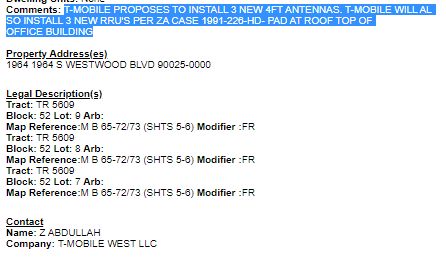 Dwelling Units: None
Comments: T-MOBILE PROPOSES TO INSTALL 3 NEW 4FT ANTENNAS. T-MOBILE WILL AL
SO INSTALL 3 NEW RRU'S PER ZA CASE 1991-226-HD- PAD AT ROOF TOP OF
OFFICE BUILDING
Property Address(es)
1964 1964 S WESTWOOD BLVD 90025-0000
Legal Description(s)
Tract: TR 5609
Block: 52 Lot: 9 Arb:
Map Reference:M B 65-72/73 (SHTS 5-6) Modifier :FR
Tract: TR 5609
Block: 52 Lot: 8 Arb:
Map Reference:M B 65-72/73 (SHTS 5-6) Modifier :FR
Tract: TR 5609
Block: 52 Lot: 7 Arb:
Map Reference:M B 65-72/73 (SHTS 5-6) Modifier :FR
Contact
Name: Z ABDULLAH
Company: T-MOBILE WEST LLC